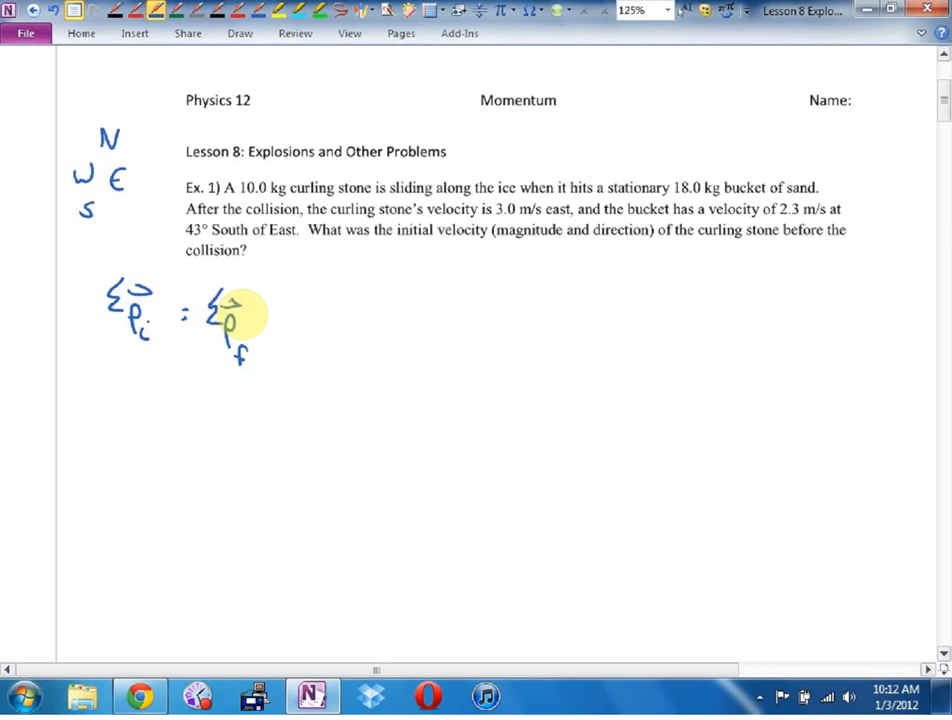 125% Lesson 8 Explo...
File Home Insert Share Draw Review View Pages Add-Ins
Physics 12 Momentum Name:
N
W E
S
Lesson 8: Explosions and Other Problems
Ex. 1) A 10.0 kg curling stone is sliding along the ice when it hits a stationary 18.0 kg bucket of sand.
After the collision, the curling stone's velocity is 3.0 m/s east, and the bucket has a velocity of 2.3 m/s at
43° South of East. What was the initial velocity (magnitude and direction) of the curling stone before the
collision?
Σp⃗i = Σp⃗f
10:12 AM
1/3/2012